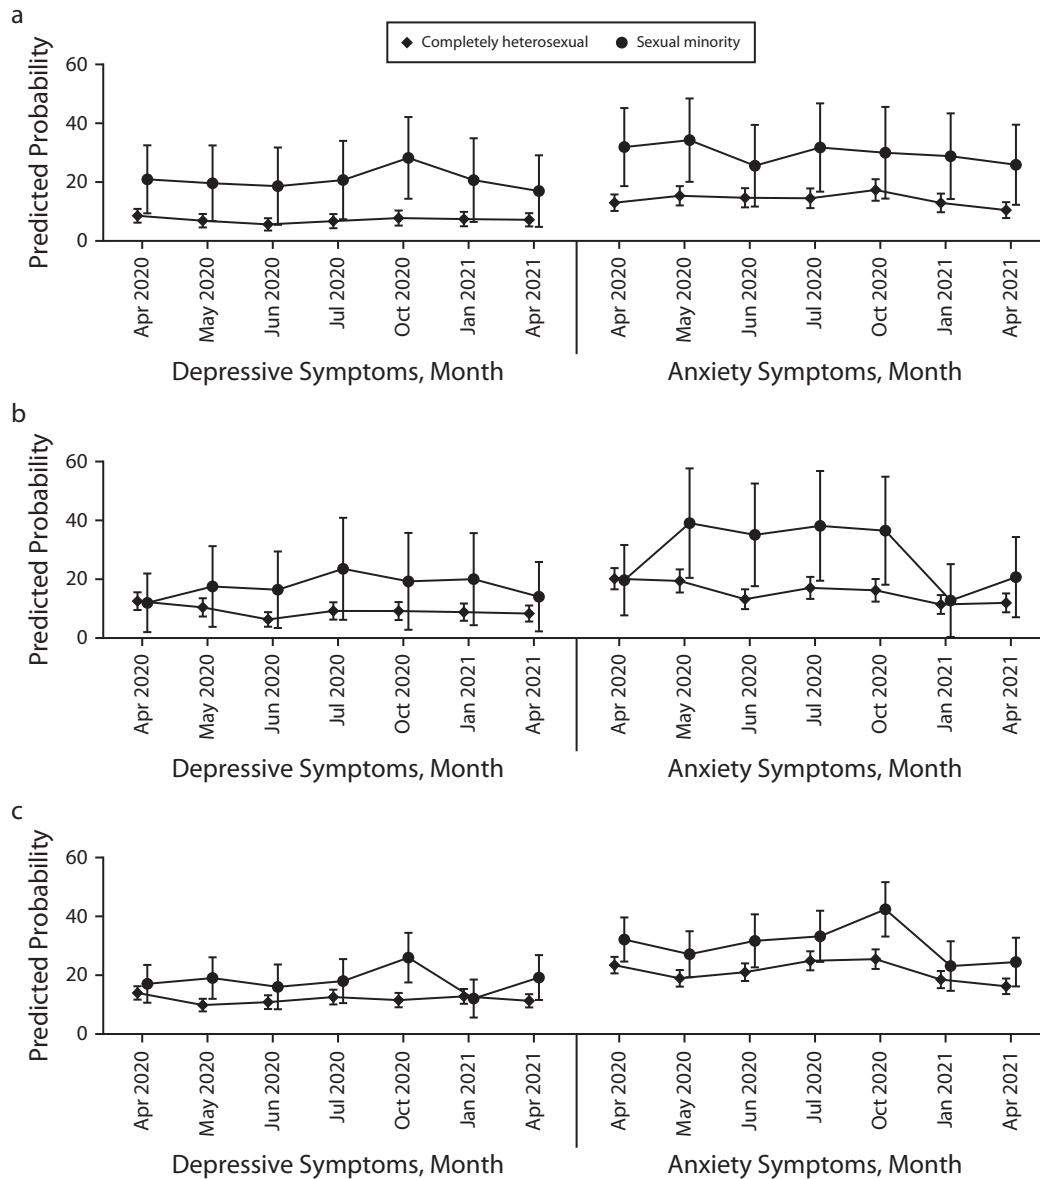 a
Completely heterosexual
Sexual minority
Predicted Probability
60
40
20
0
Apr 2020
May 2020
Jun 2020
Jul 2020
Oct 2020
Jan 2021
Apr 2021
Apr 2020
May 2020
Jun 2020
Jul 2020
Oct 2020
Jan 2021
Apr 2021
Depressive Symptoms, Month
Anxiety Symptoms, Month
b
Predicted Probability
60
40
20
0
Apr 2020
May 2020
Jun 2020
Jul 2020
Oct 2020
Jan 2021
Apr 2021
Apr 2020
May 2020
Jun 2020
Jul 2020
Oct 2020
Jan 2021
Apr 2021
Depressive Symptoms, Month
Anxiety Symptoms, Month
c
Predicted Probability
60
40
20
0
Apr 2020
May 2020
Jun 2020
Jul 2020
Oct 2020
Jan 2021
Apr 2021
Apr 2020
May 2020
Jun 2020
Jul 2020
Oct 2020
Jan 2021
Apr 2021
Depressive Symptoms, Month
Anxiety Symptoms, Month